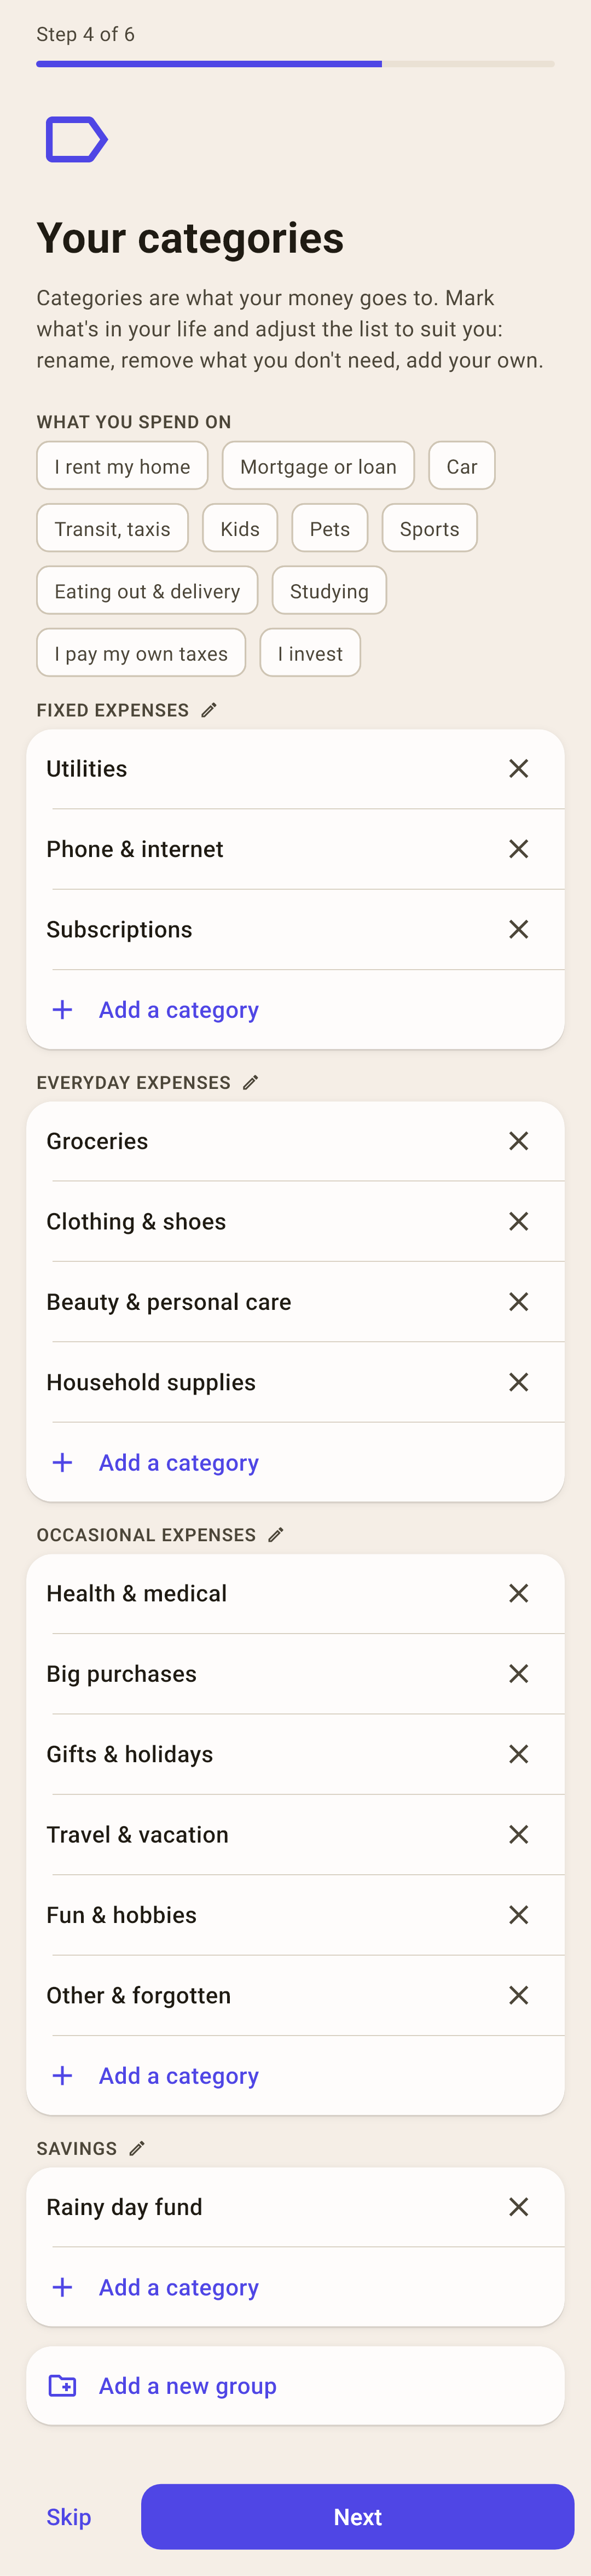 Step 4 of 6
Your categories
Categories are what your money goes to. Mark
what's in your life and adjust the list to suit you:
rename, remove what you don't need, add your own.
WHAT YOU SPEND ON
I rent my home
Mortgage or loan
Car
Transit, taxis
Kids
Pets
Sports
Eating out & delivery
Studying
I pay my own taxes
I invest
FIXED EXPENSES
Utilities
Phone & internet
Subscriptions
Add a category
EVERYDAY EXPENSES
Groceries
Clothing & shoes
Beauty & personal care
Household supplies
Add a category
OCCASIONAL EXPENSES
Health & medical
Big purchases
Gifts & holidays
Travel & vacation
Fun & hobbies
Other & forgotten
Add a category
SAVINGS
Rainy day fund
Add a category
Add a new group
Skip
Next